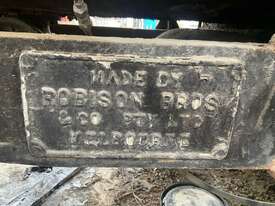 MADE BY
ROBISON BROS
& CO PTY LTD
MELBOURNE